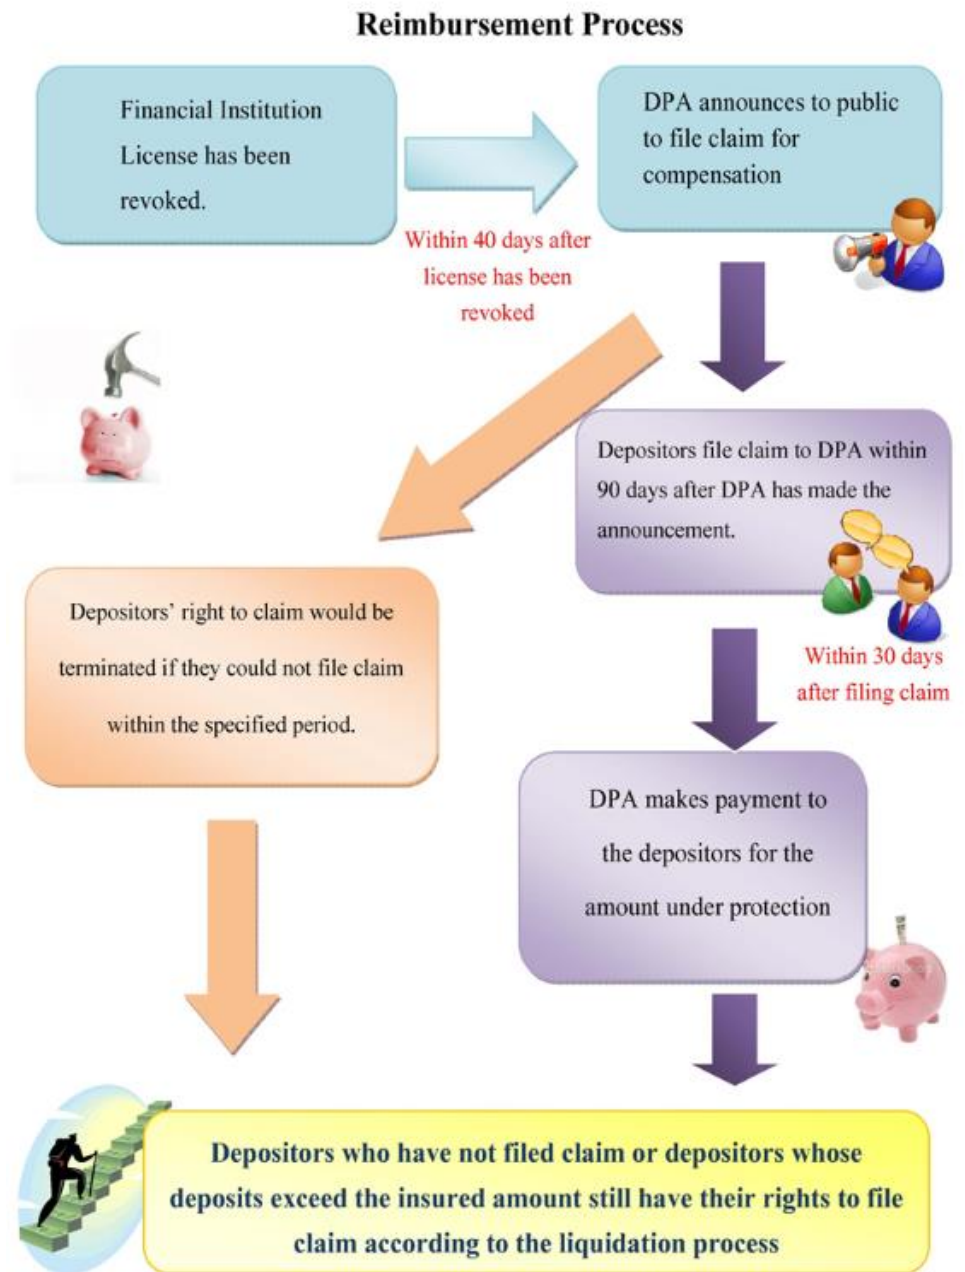 Reimbursement Process
Financial Institution
License has been
revoked.
DPA announces to public
to file claim for
compensation
Within 40 days after
license has been
revoked
Depositors file claim to DPA within
90 days after DPA has made the
announcement.
Depositors' right to claim would be
terminated if they could not file claim
within the specified period.
Within 30 days
after filing claim
DPA makes payment to
the depositors for the
amount under protection
Depositors who have not filed claim or depositors whose
deposits exceed the insured amount still have their rights to file
claim according to the liquidation process